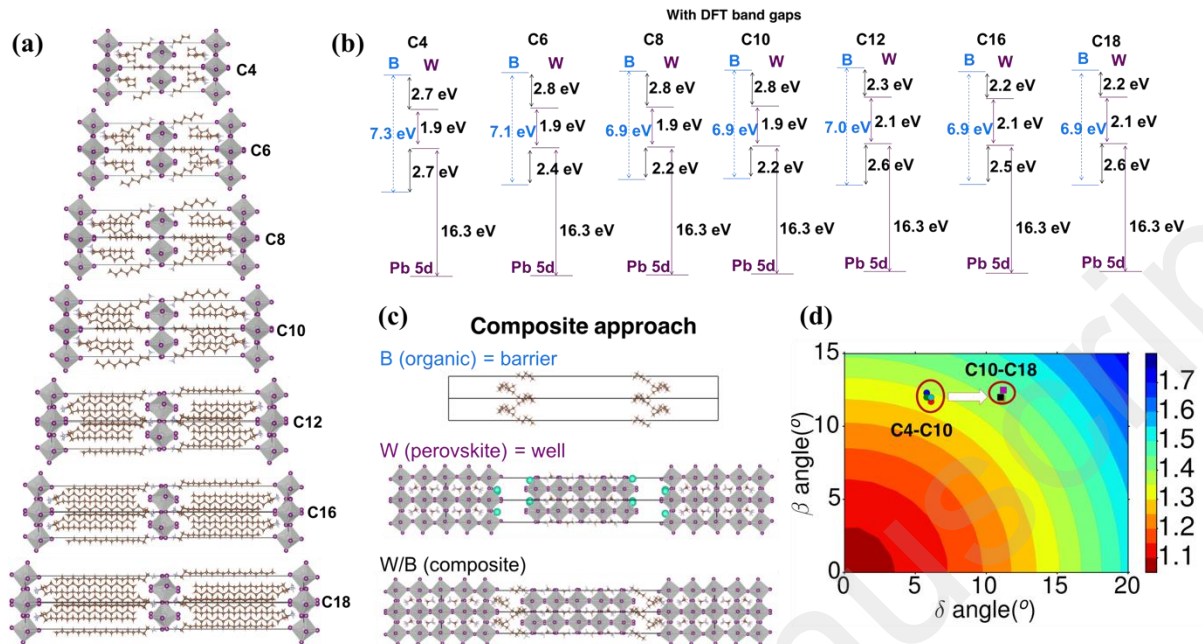 (a)
C4
C6
C8
C10
C12
C16
C18
(b)
With DFT band gaps
C4 C6 C8 C10 C12 C16 C18
B W B W B W B W B W B W B W
2.7 eV 2.8 eV 2.8 eV 2.8 eV 2.3 eV 2.2 eV 2.2 eV
7.3 eV 1.9 eV 7.1 eV 1.9 eV 6.9 eV 1.9 eV 6.9 eV 1.9 eV 7.0 eV 2.1 eV 6.9 eV 2.1 eV 6.9 eV 2.1 eV
2.7 eV 2.4 eV 2.2 eV 2.2 eV 2.6 eV 2.5 eV 2.6 eV
16.3 eV 16.3 eV 16.3 eV 16.3 eV 16.3 eV 16.3 eV 16.3 eV
Pb 5d Pb 5d Pb 5d Pb 5d Pb 5d Pb 5d Pb 5d
(c)
Composite approach
B (organic) = barrier
W (perovskite) = well
W/B (composite)
(d)
15
10
5
0
β angle(°)
C10-C18
C4-C10
0 5 10 15 20
δ angle(°)
1.7
1.6
1.5
1.4
1.3
1.2
1.1